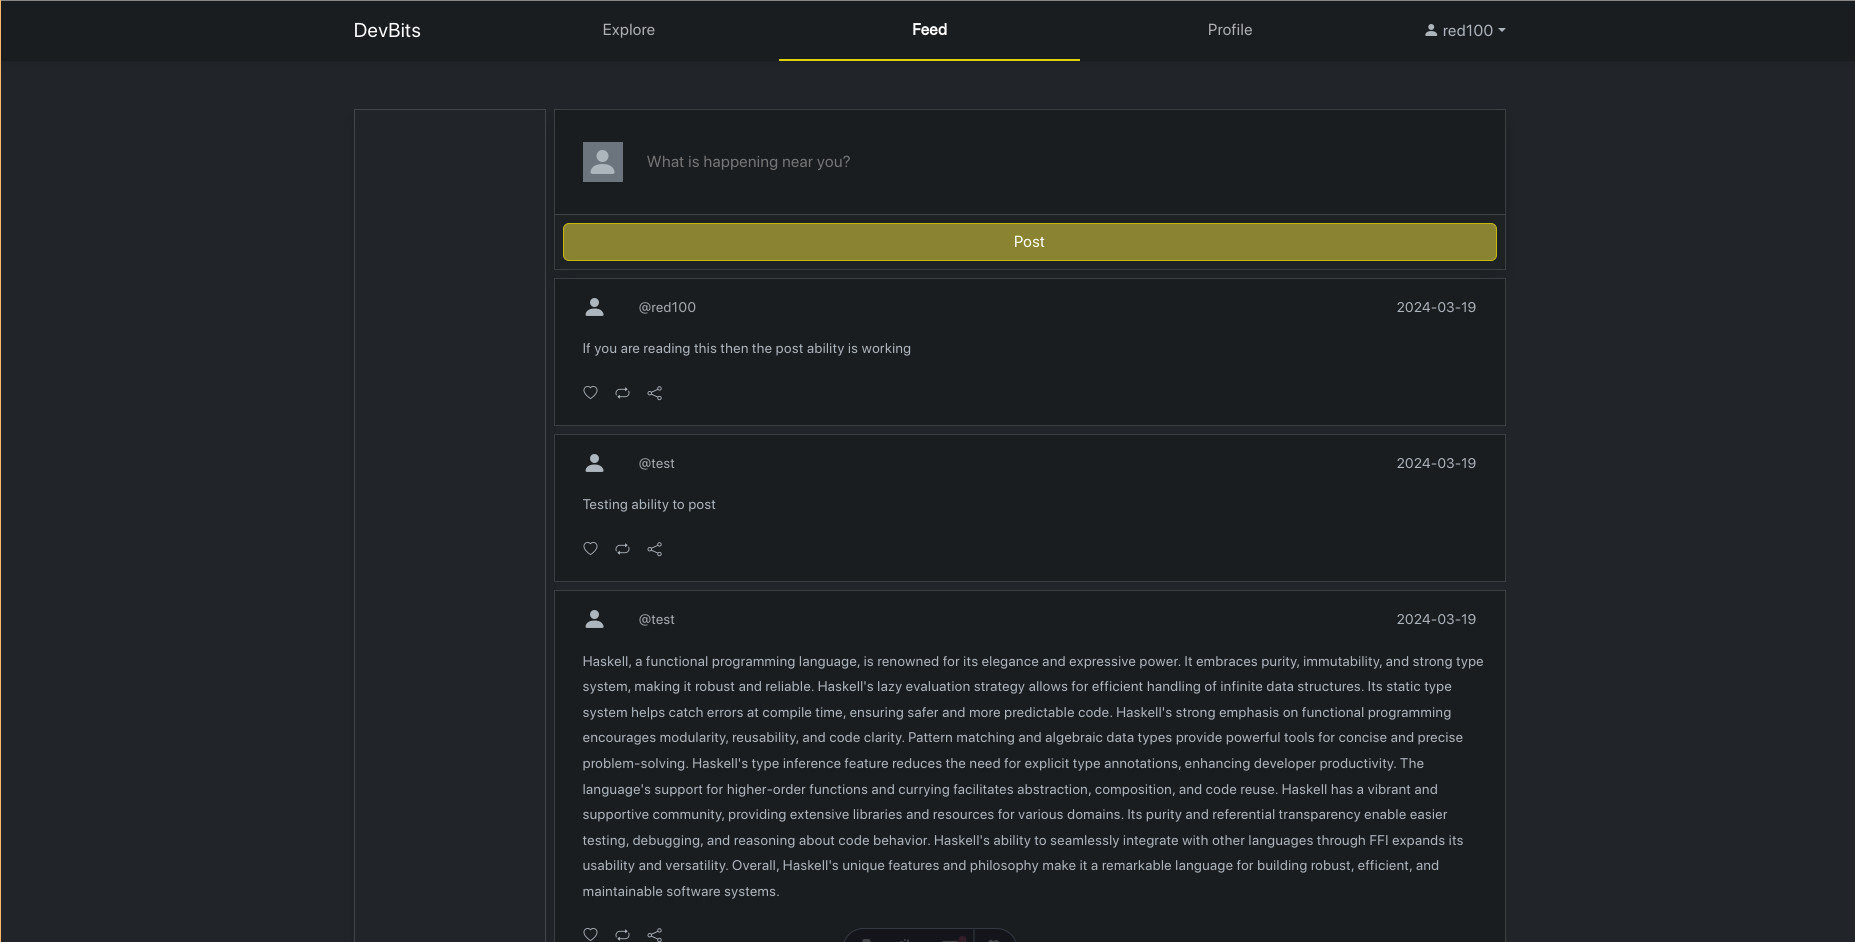 DevBits
Explore
Feed
Profile
red100
What is happening near you?
Post
@red100
2024-03-19
If you are reading this then the post ability is working
@test
2024-03-19
Testing ability to post
@test
2024-03-19
Haskell, a functional programming language, is renowned for its elegance and expressive power. It embraces purity, immutability, and strong type
system, making it robust and reliable. Haskell's lazy evaluation strategy allows for efficient handling of infinite data structures. Its static type
system helps catch errors at compile time, ensuring safer and more predictable code. Haskell's strong emphasis on functional programming
encourages modularity, reusability, and code clarity. Pattern matching and algebraic data types provide powerful tools for concise and precise
problem-solving. Haskell's type inference feature reduces the need for explicit type annotations, enhancing developer productivity. The
language's support for higher-order functions and currying facilitates abstraction, composition, and code reuse. Haskell has a vibrant and
supportive community, providing extensive libraries and resources for various domains. Its purity and referential transparency enable easier
testing, debugging, and reasoning about code behavior. Haskell's ability to seamlessly integrate with other languages through FFI expands its
usability and versatility. Overall, Haskell's unique features and philosophy make it a remarkable language for building robust, efficient, and
maintainable software systems.